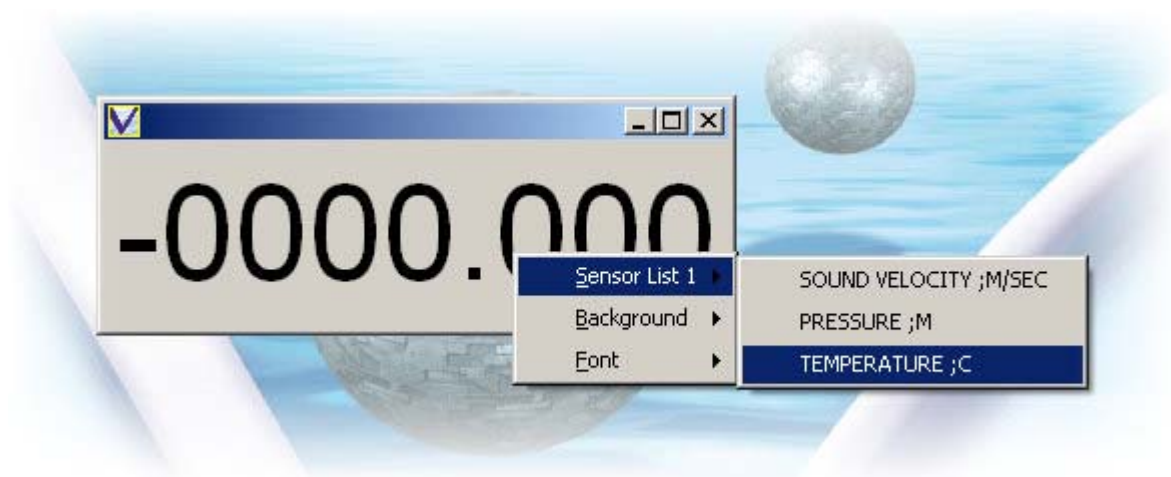 -0000.000
Sensor List 1
Background
Font
SOUND VELOCITY ;M/SEC
PRESSURE ;M
TEMPERATURE ;C